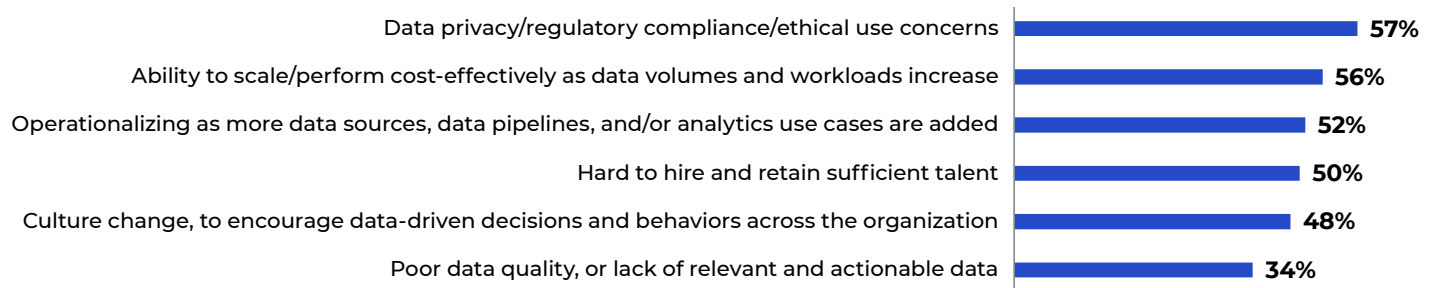 Data privacy/regulatory compliance/ethical use concerns 57%
Ability to scale/perform cost-effectively as data volumes and workloads increase 56%
Operationalizing as more data sources, data pipelines, and/or analytics use cases are added 52%
Hard to hire and retain sufficient talent 50%
Culture change, to encourage data-driven decisions and behaviors across the organization 48%
Poor data quality, or lack of relevant and actionable data 34%